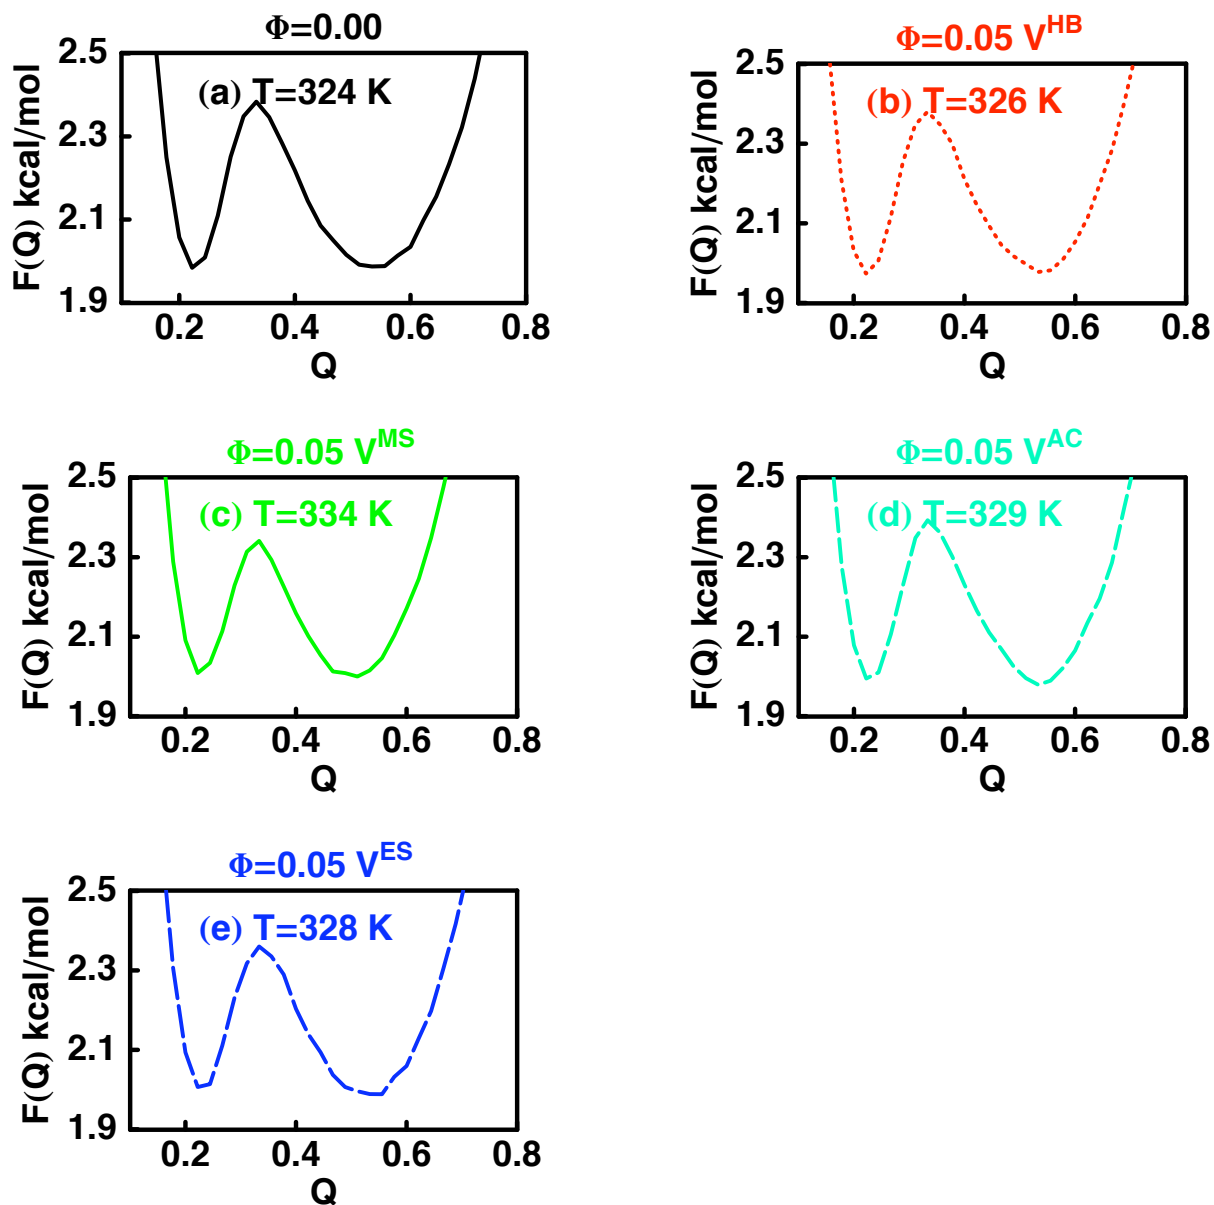 Φ=0.00
(a) T=324 K
F(Q) kcal/mol
2.5
2.3
2.1
1.9
0.2 0.4 0.6 0.8
Q
Φ=0.05 V^HB
(b) T=326 K
F(Q) kcal/mol
2.5
2.3
2.1
1.9
0.2 0.4 0.6 0.8
Q
Φ=0.05 V^MS
(c) T=334 K
F(Q) kcal/mol
2.5
2.3
2.1
1.9
0.2 0.4 0.6 0.8
Q
Φ=0.05 V^AC
(d) T=329 K
F(Q) kcal/mol
2.5
2.3
2.1
1.9
0.2 0.4 0.6 0.8
Q
Φ=0.05 V^ES
(e) T=328 K
F(Q) kcal/mol
2.5
2.3
2.1
1.9
0.2 0.4 0.6 0.8
Q